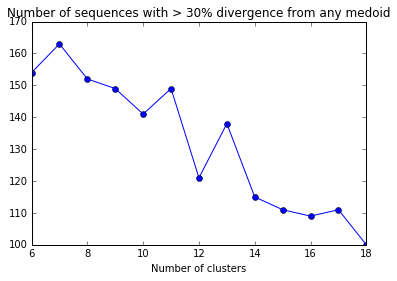 Number of sequences with > 30% divergence from any medoid
170
160
150
140
130
120
110
100
6 8 10 12 14 16 18
Number of clusters